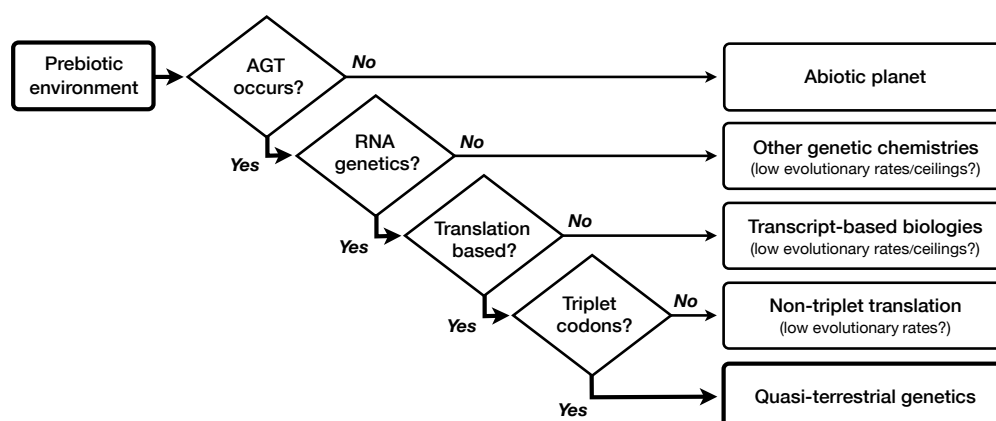 Prebiotic
environment
AGT
occurs?
No
Abiotic planet
Yes
RNA
genetics?
No
Other genetic chemistries
(low evolutionary rates/ceilings?)
Yes
Translation
based?
No
Transcript-based biologies
(low evolutionary rates/ceilings?)
Yes
Triplet
codons?
No
Non-triplet translation
(low evolutionary rates?)
Yes
Quasi-terrestrial genetics